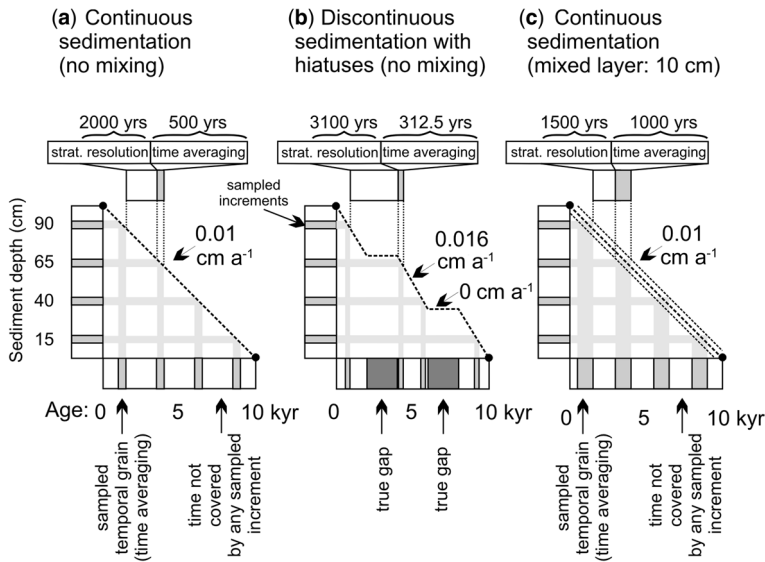 (a) Continuous
sedimentation
(no mixing)
2000 yrs 500 yrs
strat. resolution time averaging
Sediment depth (cm)
90
65
40
15
0.01
cm a-1
Age: 0 5 10 kyr
sampled
temporal grain
(time averaging)
time not
covered
by any sampled
increment
(b) Discontinuous
sedimentation with
hiatuses (no mixing)
3100 yrs 312.5 yrs
strat. resolution time averaging
sampled
increments
0.016
cm a-1
0 cm a-1
0 5 10 kyr
true gap
true gap
(c) Continuous
sedimentation
(mixed layer: 10 cm)
1500 yrs 1000 yrs
strat. resolution time averaging
0.01
cm a-1
0 5 10 kyr
sampled
temporal grain
(time averaging)
time not
covered
by any sampled
increment